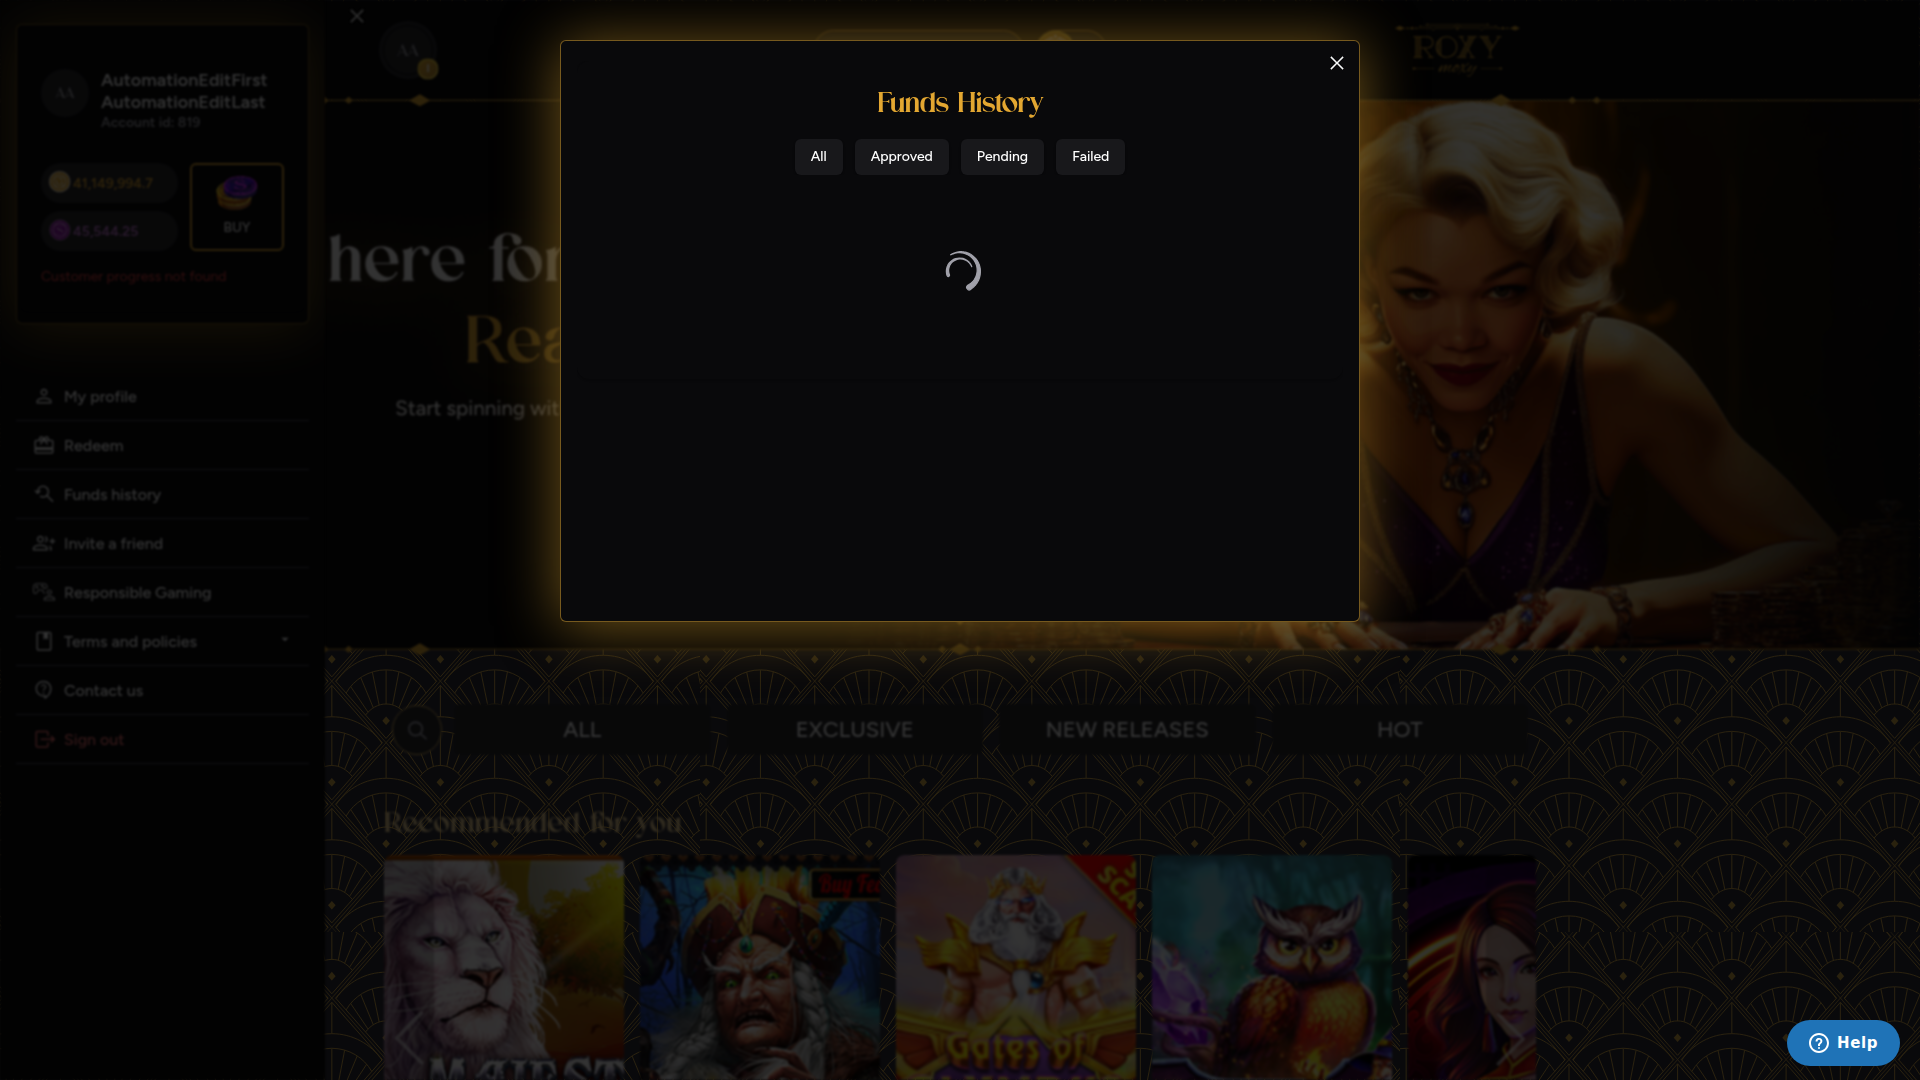 AA
AutomationEditFirst
AutomationEditLast
Account id: 819
41,149,994.7
45,544.25
BUY
Customer progress not found
My profile
Redeem
Funds history
Invite a friend
Responsible Gaming
Terms and policies
Contact us
Sign out
AA
ROXY
moxy
here for
Rea
Start spinning wit
Funds History
All
Approved
Pending
Failed
ALL
EXCLUSIVE
NEW RELEASES
HOT
Recommended for you
MAJEST
Buy Fea
Gates of
SCA
Help